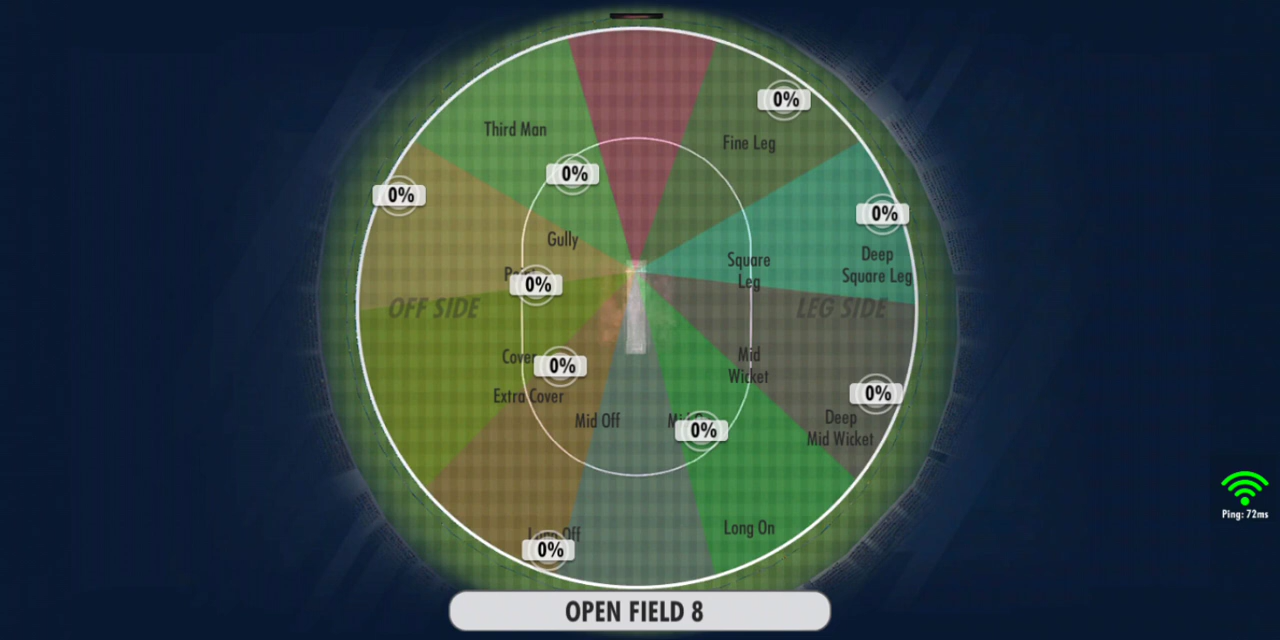 0%
Third Man
Fine Leg
0%
0%
0%
Gully
Deep
Square Leg
Square
Leg
0%
OFF SIDE
LEG SIDE
Cover
0%
Mid
Wicket
Extra Cover
0%
Mid Off
0%
Deep
Mid Wicket
Long On
0%
OPEN FIELD 8
Ping: 72ms